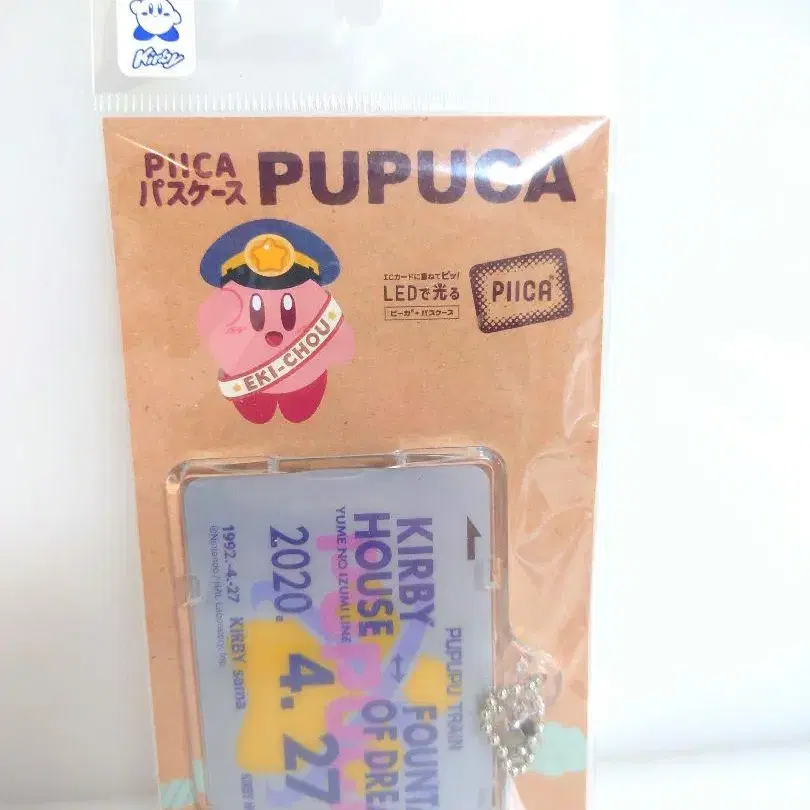 Kirby
PIICA
パスケース
PUPUCA
ICカードに重ねてピッ!
LEDで光る
ピーカ+パスケース
PIICA
EKI-CHOU
PUPUPU TRAIN
KIRBY
HOUSE
↔
FOUNTA
OF DRE
YUME NO IZUMI LINE
2020.
4. 27
1992.-4.-27 KIRBY sama
©Nintendo / HAL Laboratory, Inc.